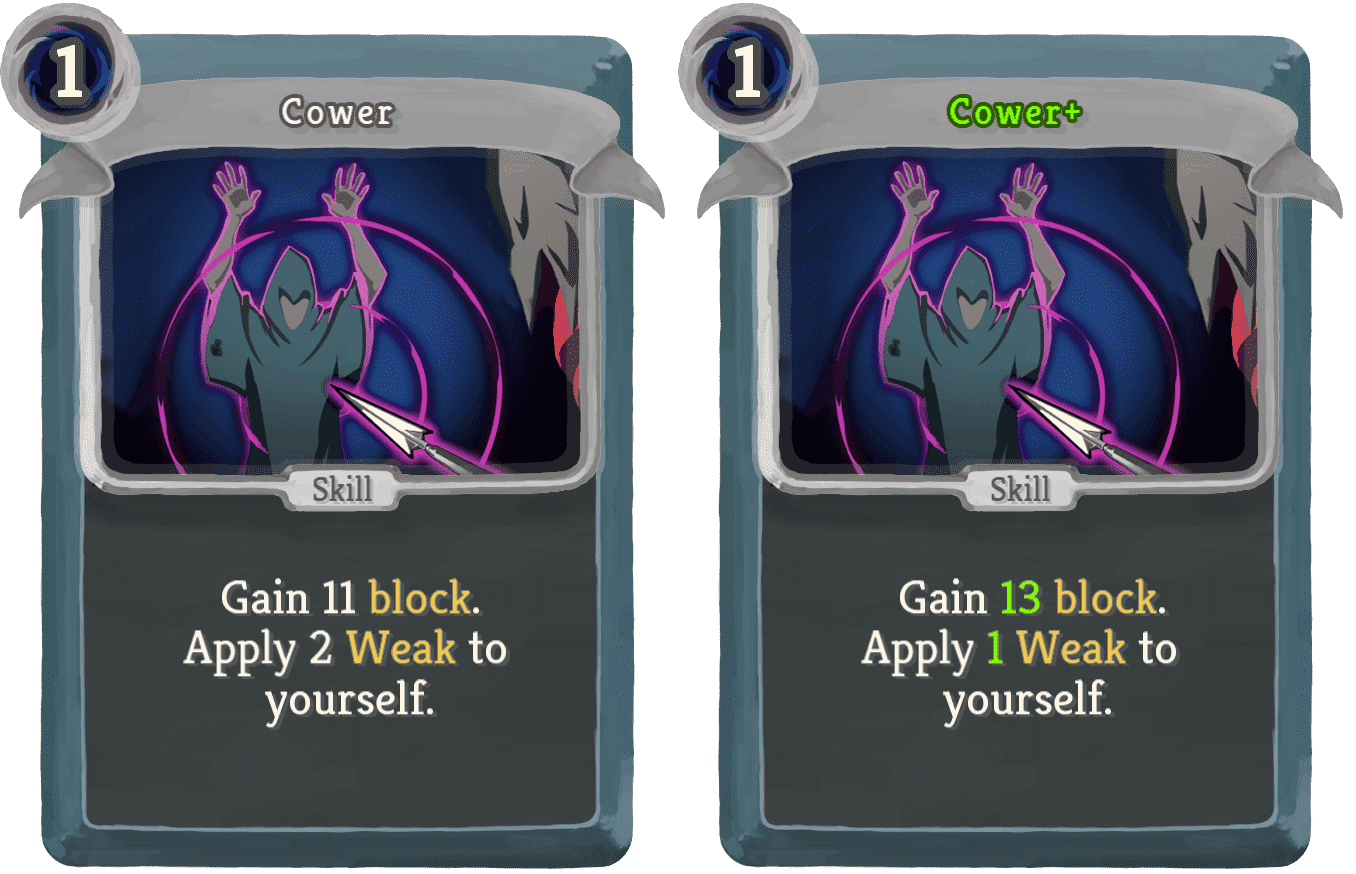 1
Cower
Skill
Gain 11 block.
Apply 2 Weak to
yourself.
1
Cower+
Skill
Gain 13 block.
Apply 1 Weak to
yourself.